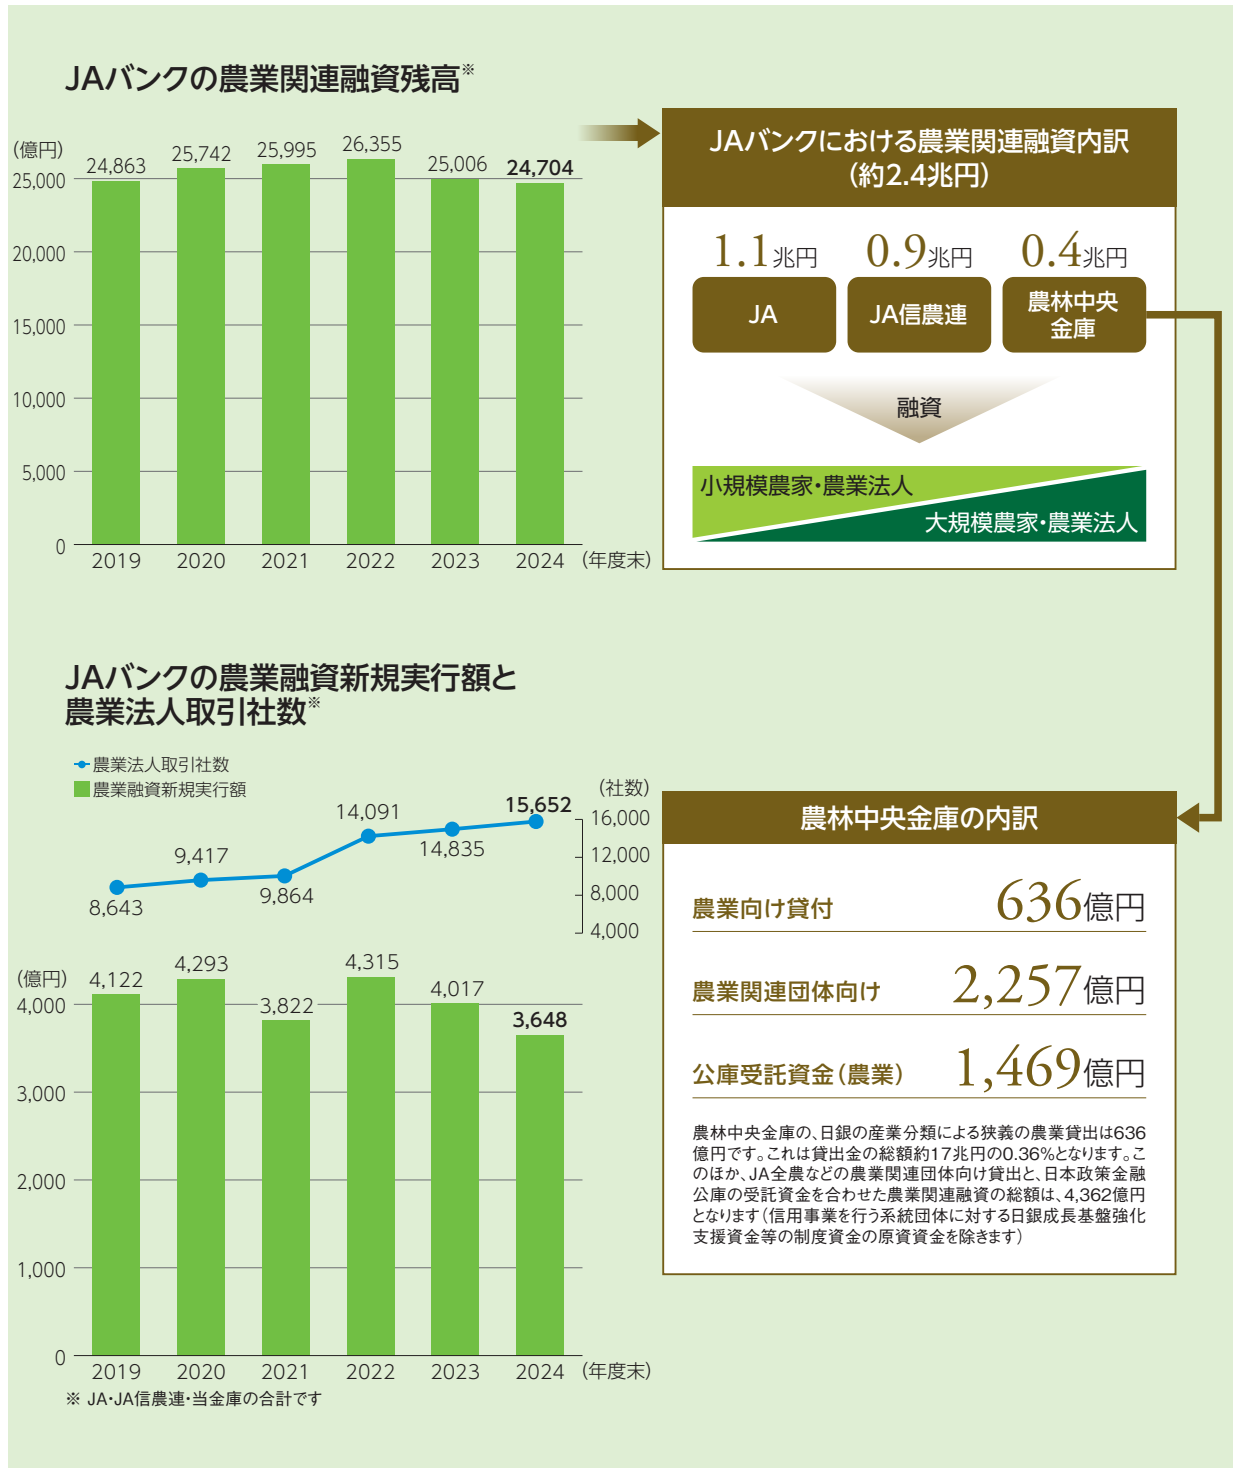 JAバンクの農業関連融資残高※
(億円)
24,863
25,742
25,995
26,355
25,006
24,704
25,000
20,000
15,000
10,000
5,000
0
2019
2020
2021
2022
2023
2024
(年度末)
JAバンクにおける農業関連融資内訳
(約2.4兆円)
1.1兆円
0.9兆円
0.4兆円
JA
JA信農連
農林中央
金庫
融資
小規模農家・農業法人
大規模農家・農業法人
JAバンクの農業融資新規実行額と
農業法人取引社数※
農業法人取引社数
農業融資新規実行額
(社数)
16,000
12,000
8,000
4,000
8,643
9,417
9,864
14,091
14,835
15,652
(億円)
4,122
4,293
3,822
4,315
4,017
3,648
4,000
3,000
2,000
1,000
0
2019
2020
2021
2022
2023
2024
(年度末)
※ JA・JA信農連・当金庫の合計です
農林中央金庫の内訳
農業向け貸付 636億円
農業関連団体向け 2,257億円
公庫受託資金(農業) 1,469億円
農林中央金庫の、日銀の産業分類による狭義の農業貸出は636
億円です。これは貸出金の総額約17兆円の0.36%となります。こ
のほか、JA全農などの農業関連団体向け貸出と、日本政策金融
公庫の受託資金を合わせた農業関連融資の総額は、4,362億円
となります(信用事業を行う系統団体に対する日銀成長基盤強化
支援資金等の制度資金の原資資金を除きます)